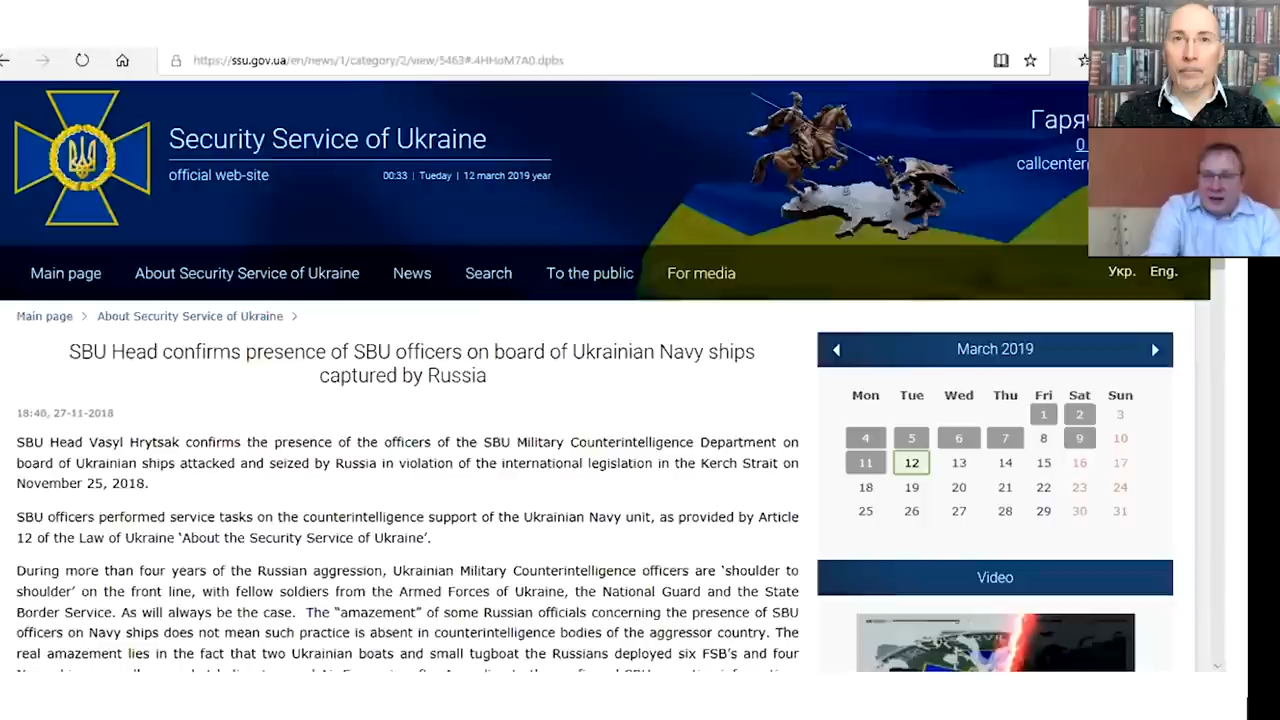 https://ssu.gov.ua/en/news/1/category/2/view/5463#.4HHoM7A0.dpbs
Security Service of Ukraine
official web-site
00:33 | Tueday | 12 march 2019 year
0
callcenter
Main page
About Security Service of Ukraine
News
Search
To the public
For media
Укр.
Eng.
Main page > About Security Service of Ukraine >
SBU Head confirms presence of SBU officers on board of Ukrainian Navy ships
captured by Russia
18:40, 27-11-2018
SBU Head Vasyl Hrytsak confirms the presence of the officers of the SBU Military Counterintelligence Department on
board of Ukrainian ships attacked and seized by Russia in violation of the international legislation in the Kerch Strait on
November 25, 2018.
SBU officers performed service tasks on the counterintelligence support of the Ukrainian Navy unit, as provided by Article
12 of the Law of Ukraine ‘About the Security Service of Ukraine’.
During more than four years of the Russian aggression, Ukrainian Military Counterintelligence officers are ‘shoulder to
shoulder’ on the front line, with fellow soldiers from the Armed Forces of Ukraine, the National Guard and the State
Border Service. As will always be the case. The “amazement” of some Russian officials concerning the presence of SBU
officers on Navy ships does not mean such practice is absent in counterintelligence bodies of the aggressor country. The
real amazement lies in the fact that two Ukrainian boats and small tugboat the Russians deployed six FSB's and four
March 2019
Mon Tue Wed Thu Fri Sat Sun
1 2 3
4 5 6 7 8 9 10
11 12 13 14 15 16 17
18 19 20 21 22 23 24
25 26 27 28 29 30 31
Video